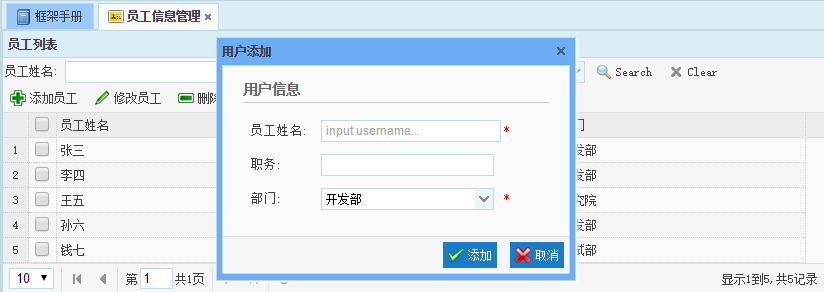 框架手册 员工信息管理
员工列表
员工姓名: Search Clear
添加员工 修改员工 删除
员工姓名 门
1 张三 发部
2 李四 发部
3 王五 究院
4 孙六 发部
5 钱七 试部
10 第 1 共1页 显示1到5,共5记录
用户添加
用户信息
员工姓名: input username... *
职务:
部门: 开发部 *
添加 取消